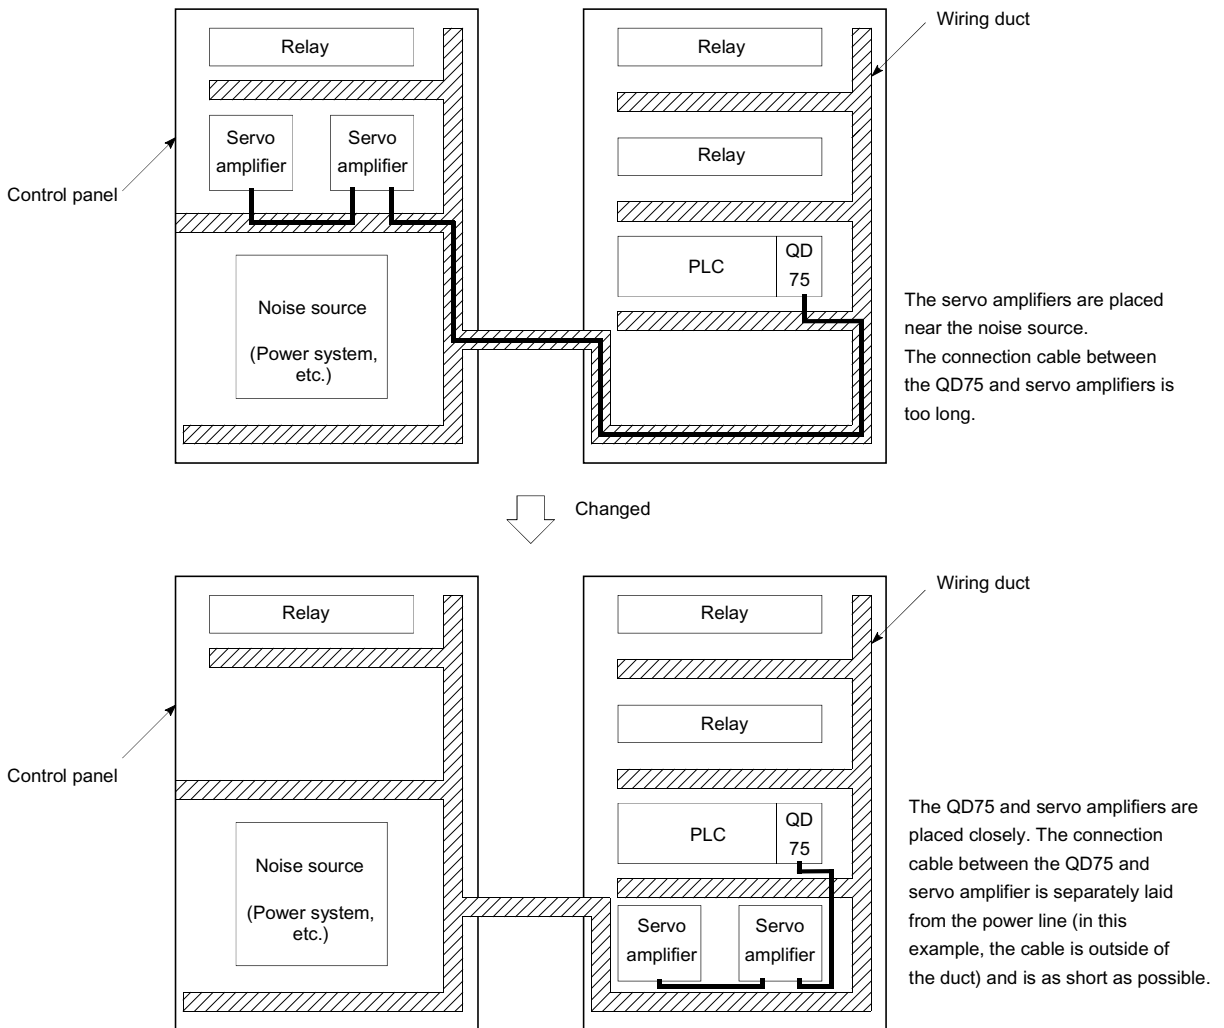 Wiring duct
Relay
Relay
Servo
amplifier
Servo
amplifier
Relay
Control panel
PLC
QD
75
Noise source
(Power system,
etc.)
The servo amplifiers are placed
near the noise source.
The connection cable between
the QD75 and servo amplifiers is
too long.
Changed
Wiring duct
Relay
Relay
Relay
Control panel
PLC
QD
75
Noise source
(Power system,
etc.)
Servo
amplifier
Servo
amplifier
The QD75 and servo amplifiers are
placed closely. The connection
cable between the QD75 and
servo amplifier is separately laid
from the power line (in this
example, the cable is outside of
the duct) and is as short as possible.